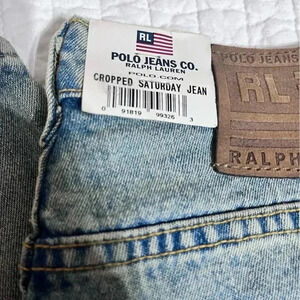 RL
POLO JEANS CO.
RALPH LAUREN
POLO.COM
CROPPED SATURDAY JEAN
0 91819 99326 3
POLO JEANS
RL
RALPH